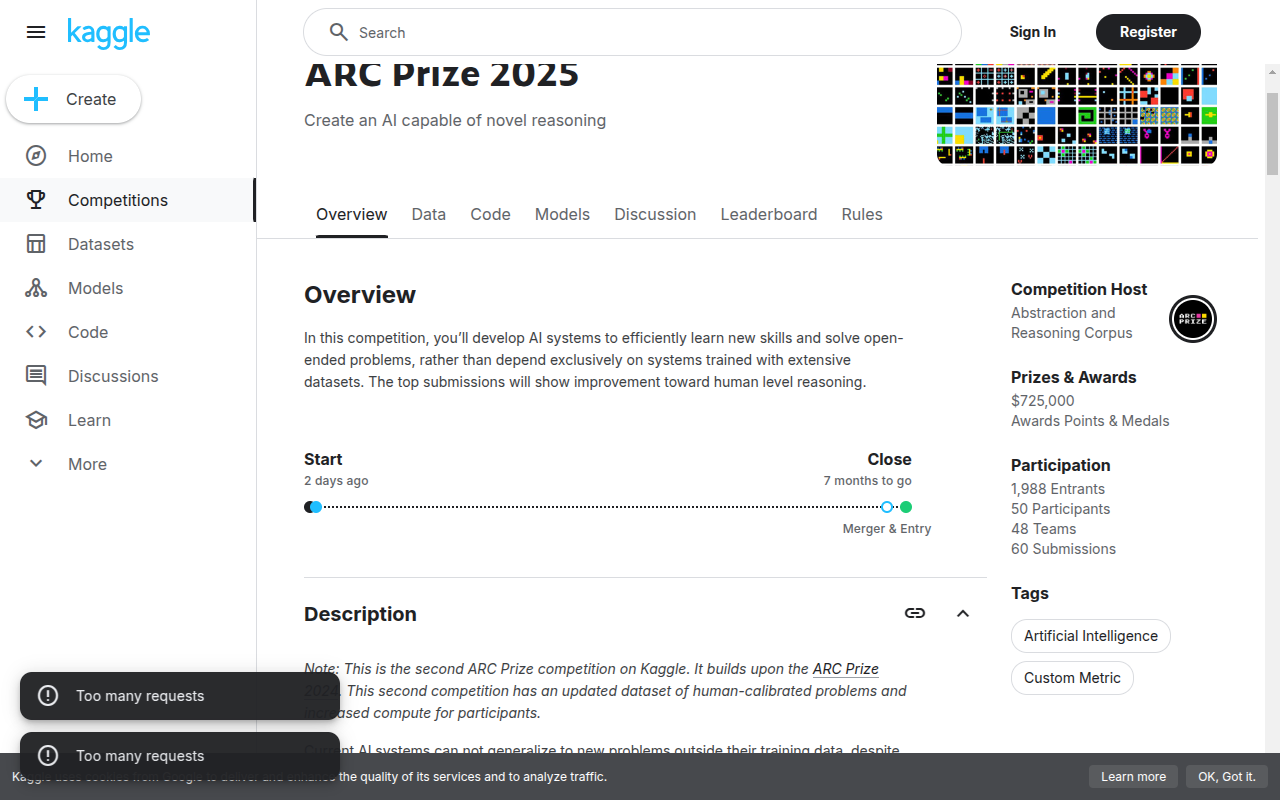 kaggle
Search
Sign In
Register
Create
Home
Competitions
Datasets
Models
Code
Discussions
Learn
More
ARC Prize 2025
Create an AI capable of novel reasoning
Overview
Data
Code
Models
Discussion
Leaderboard
Rules
Overview
In this competition, you’ll develop AI systems to efficiently learn new skills and solve open-
ended problems, rather than depend exclusively on systems trained with extensive
datasets. The top submissions will show improvement toward human level reasoning.
Start
2 days ago
Close
7 months to go
Merger & Entry
Description
Note: This is the second ARC Prize competition on Kaggle. It builds upon the ARC Prize
2024. This second competition has an updated dataset of human-calibrated problems and
increased compute for participants.
Current AI systems can not generalize to new problems outside their training data, despite
Competition Host
Abstraction and
Reasoning Corpus
ARC
PRIZE
Prizes & Awards
$725,000
Awards Points & Medals
Participation
1,988 Entrants
50 Participants
48 Teams
60 Submissions
Tags
Artificial Intelligence
Custom Metric
Too many requests
Too many requests
Kaggle uses cookies from Google to deliver and enhance the quality of its services and to analyze traffic.
Learn more
OK, Got it.